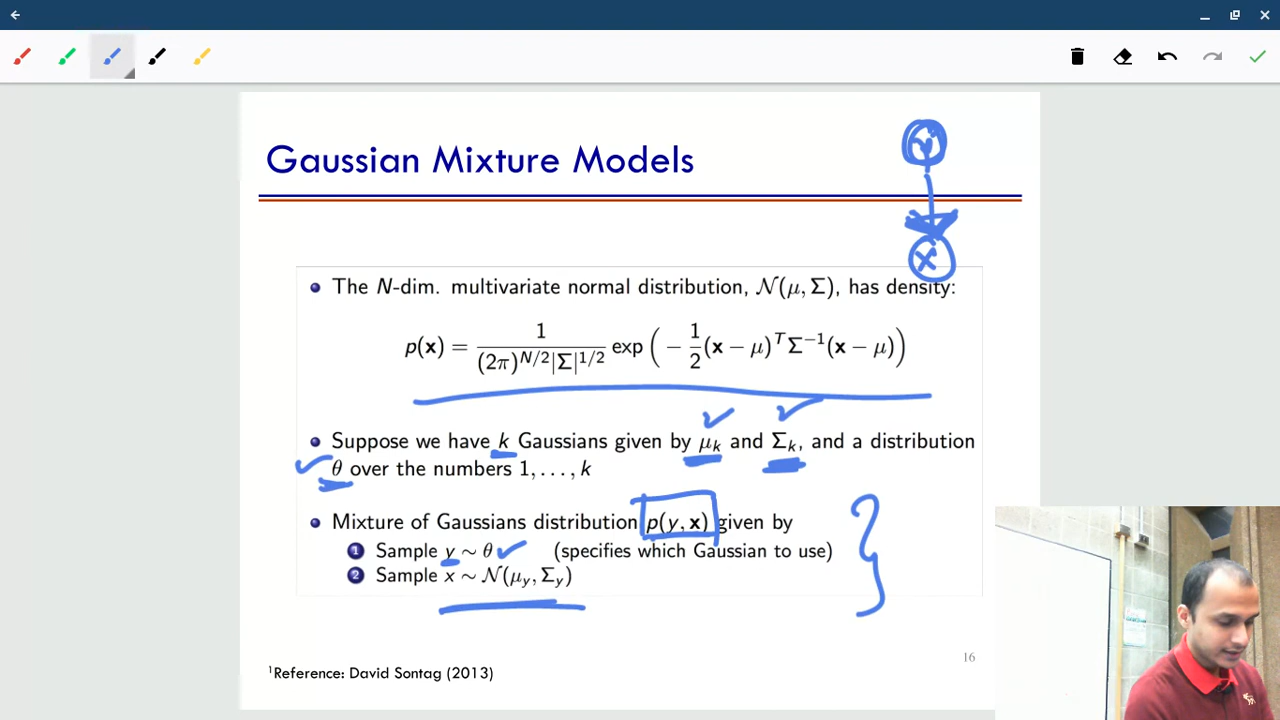 Gaussian Mixture Models
y
x
• The N-dim. multivariate normal distribution, 𝒩(μ, Σ), has density:
p(x) = 1 / ((2π)^{N/2}|Σ|^{1/2}) exp( − 1/2 (x − μ)^T Σ^{−1}(x − μ) )
• Suppose we have k Gaussians given by μ_k and Σ_k, and a distribution
θ over the numbers 1, . . . , k
• Mixture of Gaussians distribution p(y, x) given by
1 Sample y ∼ θ (specifies which Gaussian to use)
2 Sample x ∼ 𝒩(μ_y, Σ_y)
16
¹Reference: David Sontag (2013)